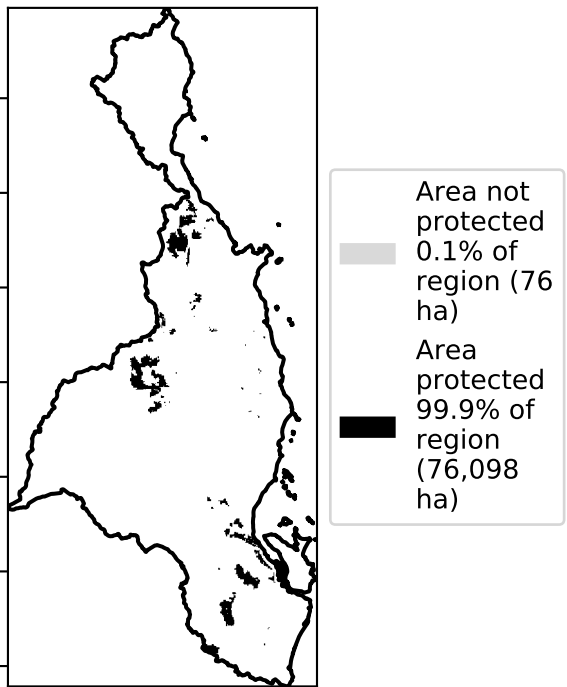 Area not
protected
0.1% of
region (76
ha)
Area
protected
99.9% of
region
(76,098
ha)